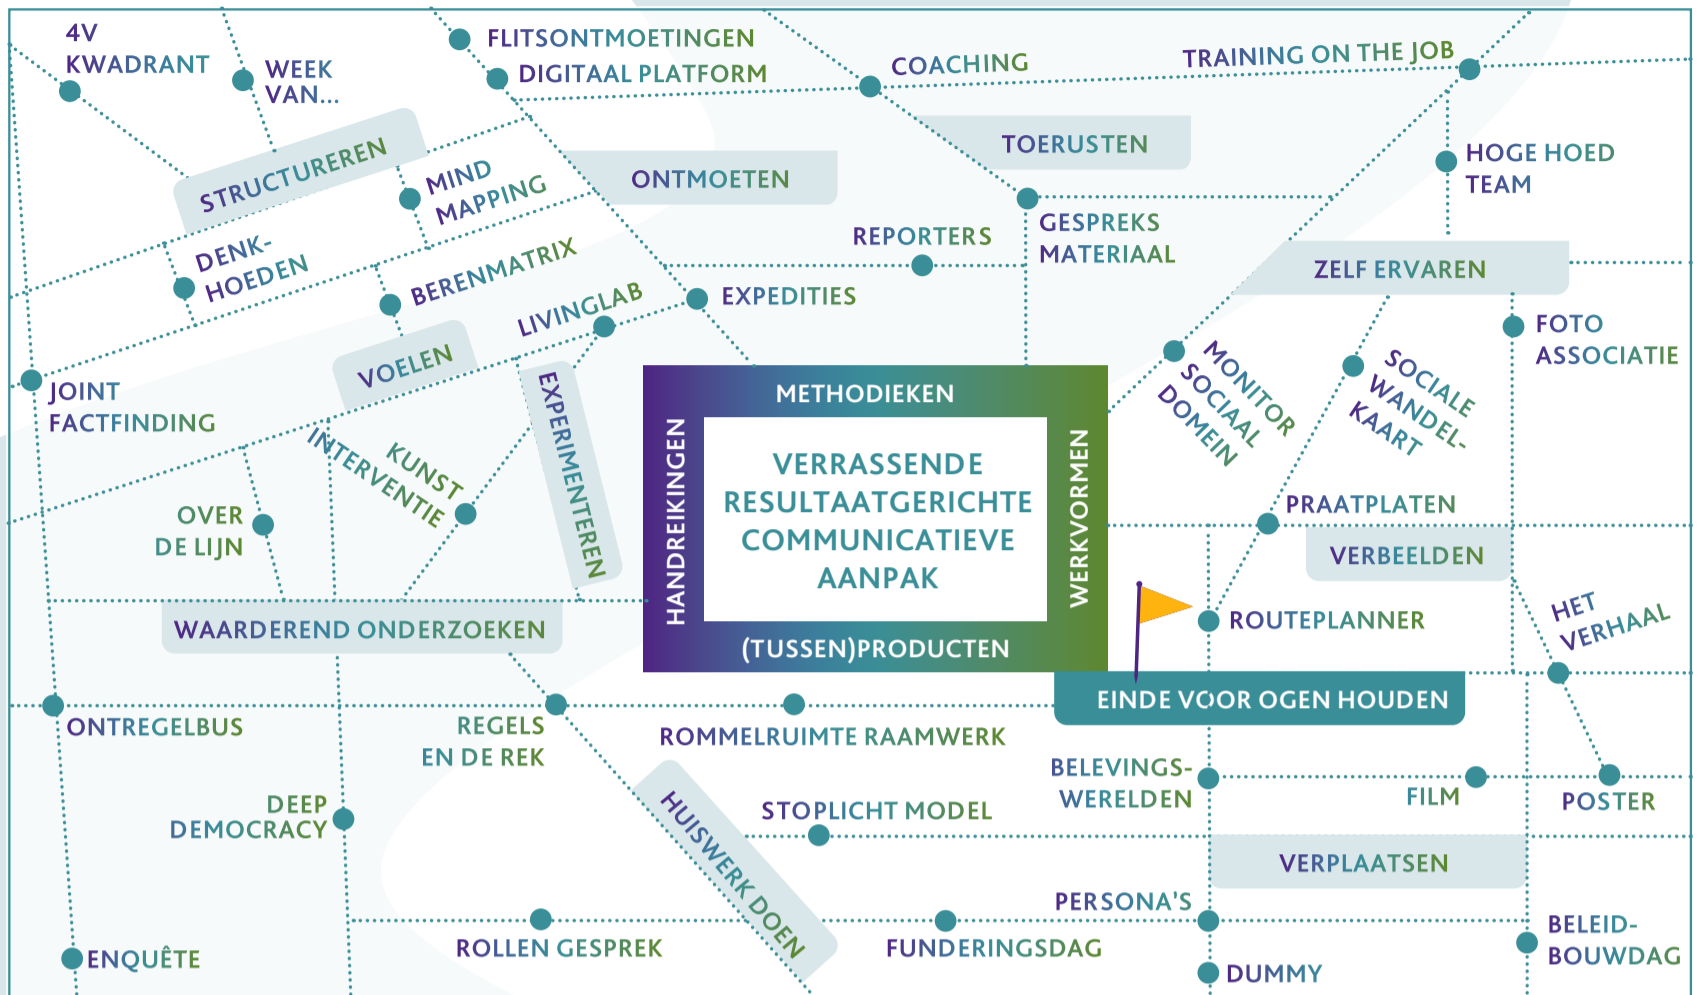 4V
KWADRANT
WEEK
VAN...
FLITSONTMOETINGEN
DIGITAAL PLATFORM
COACHING
TRAINING ON THE JOB
STRUCTUREREN
MIND
MAPPING
ONTMOETEN
TOERUSTEN
HOGE HOED
TEAM
DENK-
HOEDEN
BERENMATRIX
REPORTERS
GESPREKS
MATERIAAL
ZELF ERVAREN
LIVINGLAB
EXPEDITIES
FOTO
ASSOCIATIE
JOINT
FACTFINDING
VOELEN
EXPERIMENTEREN
MONITOR
SOCIAAL
DOMEIN
SOCIALE
WANDEL-
KAART
METHODIEKEN
HANDREIKINGEN
VERRASSENDE
RESULTAATGERICHTE
COMMUNICATIEVE
AANPAK
WERKVORMEN
(TUSSEN)PRODUCTEN
KUNST
INTERVENTIE
OVER
DE LIJN
PRAATPLATEN
VERBEELDEN
WAARDEREND ONDERZOEKEN
ROUTEPLANNER
HET
VERHAAL
EINDE VOOR OGEN HOUDEN
ONTREGELBUS
REGELS
EN DE REK
ROMMELRUIMTE RAAMWERK
BELEVINGS-
WERELDEN
FILM
POSTER
DEEP
DEMOCRACY
HUISWERK DOEN
STOPLICHT MODEL
VERPLAATSEN
PERSONA'S
ENQUÊTE
ROLLEN GESPREK
FUNDERINGSDAG
DUMMY
BELEID-
BOUWDAG